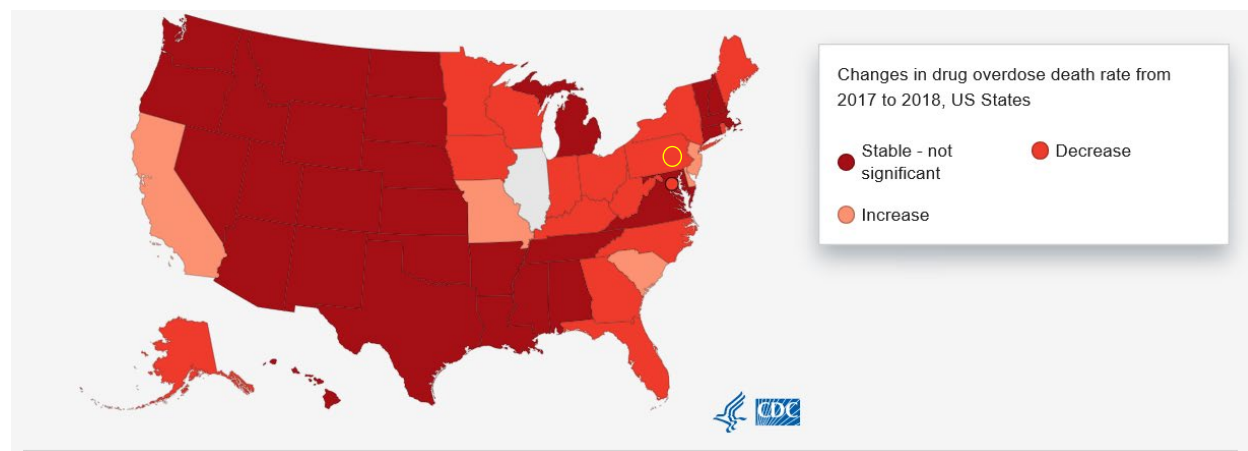 Changes in drug overdose death rate from
2017 to 2018, US States
Stable - not
significant
Decrease
Increase
CDC